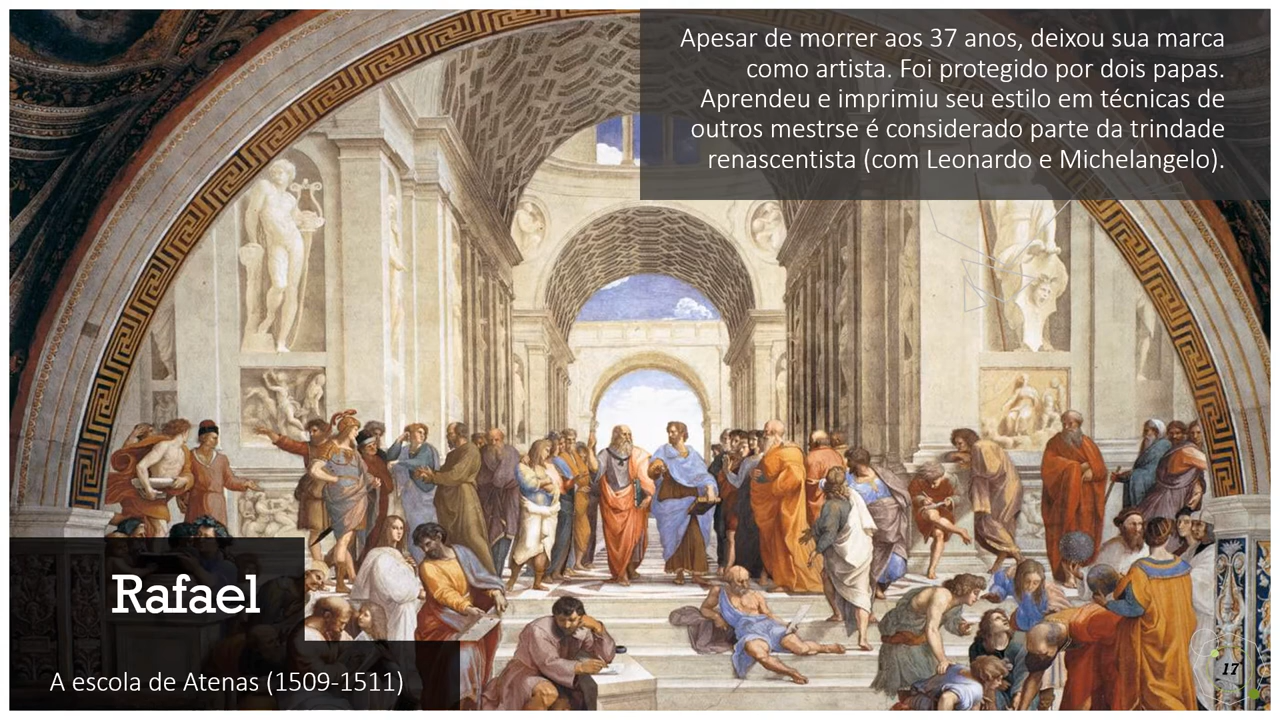 Apesar de morrer aos 37 anos, deixou sua marca
como artista. Foi protegido por dois papas.
Aprendeu e imprimiu seu estilo em técnicas de
outros mestrse é considerado parte da trindade
renascentista (com Leonardo e Michelangelo).
Rafael
A escola de Atenas (1509-1511)
17